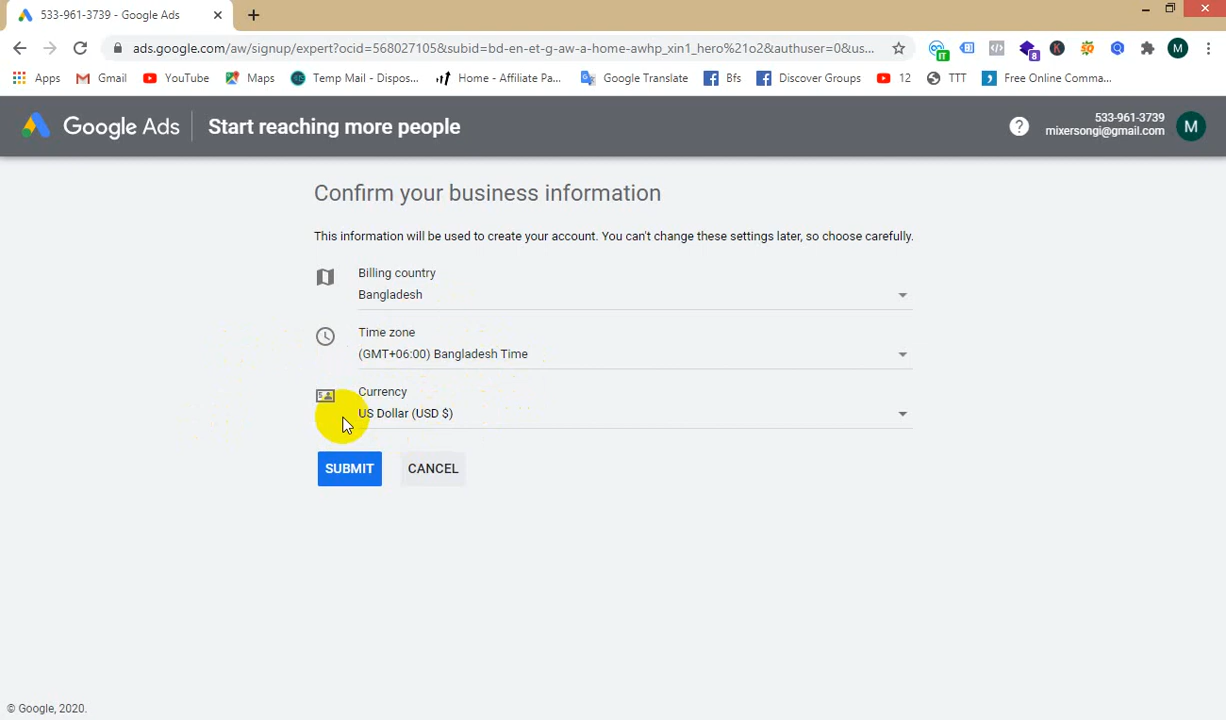 533-961-3739 - Google Ads
ads.google.com/aw/signup/expert?ocid=568027105&subid=bd-en-et-g-aw-a-home-awhp_xin1_hero%21o2&authuser=0&us...
IT
8
K
M
Apps
Gmail
YouTube
Maps
Temp Mail - Dispos...
Home - Affiliate Pa...
Google Translate
Bfs
Discover Groups
12
TTT
Free Online Comma...
Google Ads
Start reaching more people
533-961-3739
mixersongi@gmail.com
M
Confirm your business information
This information will be used to create your account. You can't change these settings later, so choose carefully.
Billing country
Bangladesh
Time zone
(GMT+06:00) Bangladesh Time
Currency
US Dollar (USD $)
SUBMIT
CANCEL
© Google, 2020.